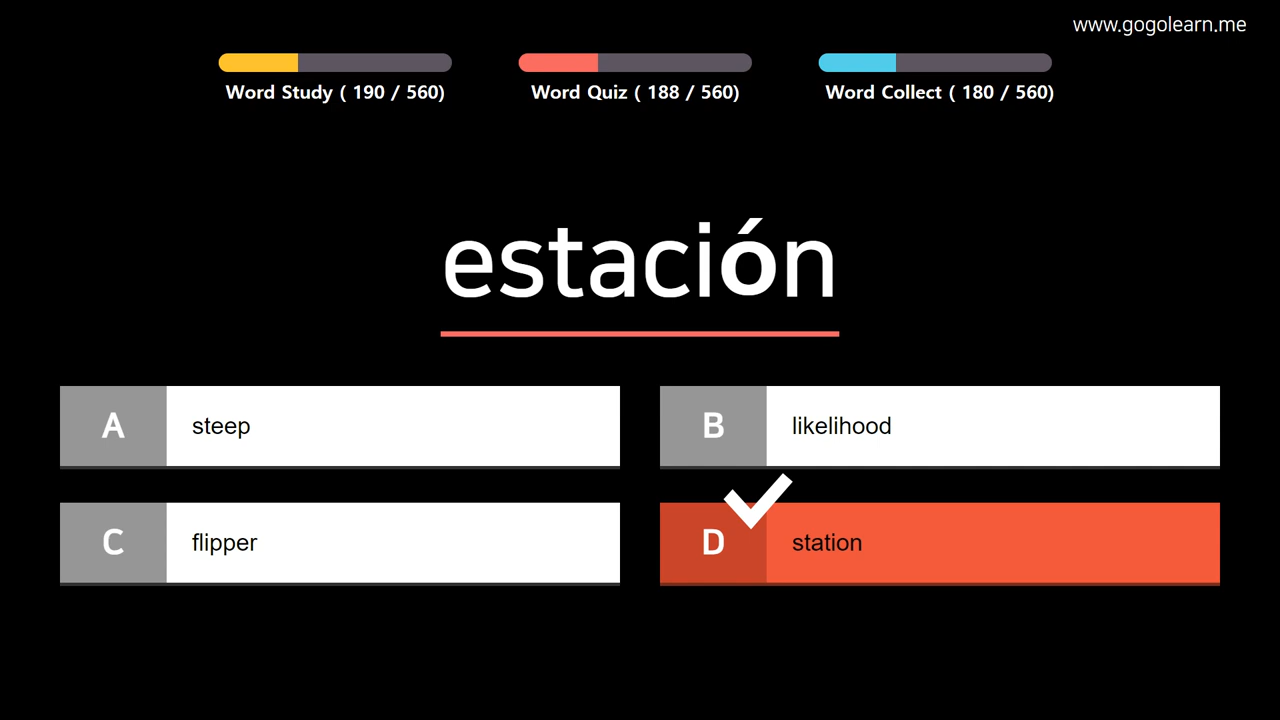 www.gogolearn.me
Word Study ( 190 / 560)
Word Quiz ( 188 / 560)
Word Collect ( 180 / 560)
estación
A steep
B likelihood
C flipper
D station